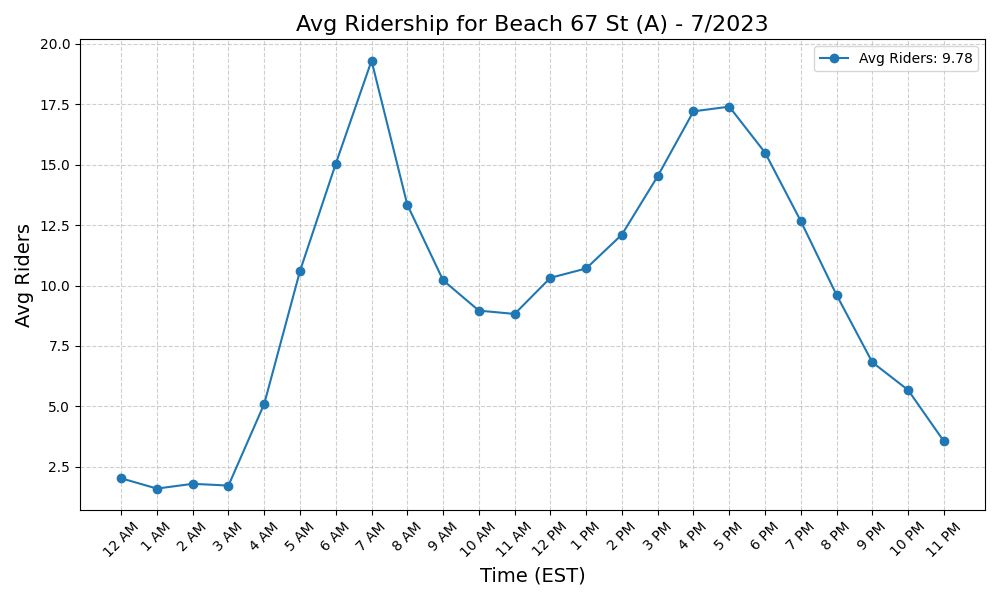 Avg Ridership for Beach 67 St (A) - 7/2023
Avg Riders: 9.78
Avg Riders
20.0
17.5
15.0
12.5
10.0
7.5
5.0
2.5
12 AM
1 AM
2 AM
3 AM
4 AM
5 AM
6 AM
7 AM
8 AM
9 AM
10 AM
11 AM
12 PM
1 PM
2 PM
3 PM
4 PM
5 PM
6 PM
7 PM
8 PM
9 PM
10 PM
11 PM
Time (EST)